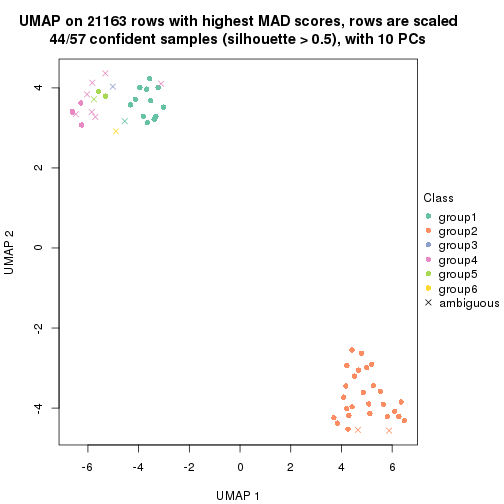 UMAP on 21163 rows with highest MAD scores, rows are scaled
44/57 confident samples (silhouette > 0.5), with 10 PCs
4
2
0
-2
-4
UMAP 2
-6
-4
-2
0
2
4
6
UMAP 1
Class
group1
group2
group3
group4
group5
group6
ambiguous